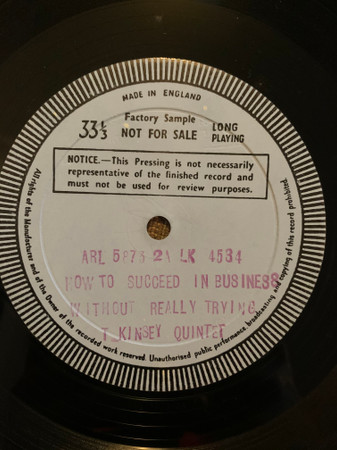 MADE IN ENGLAND
Factory Sample
33⅓ NOT FOR SALE LONG PLAYING
NOTICE.—This Pressing is not necessarily
representative of the finished record and
must not be used for review purposes.
ARL 5873 21 LK 4534
HOW TO SUCCEED IN BUSINESS
WITHOUT REALLY TRYING
T KINSEY QUINTET
All rights of the Manufacturer and of the Owner of the recorded work reserved. Unauthorised public performance, broadcasting and copying of this record prohibited.